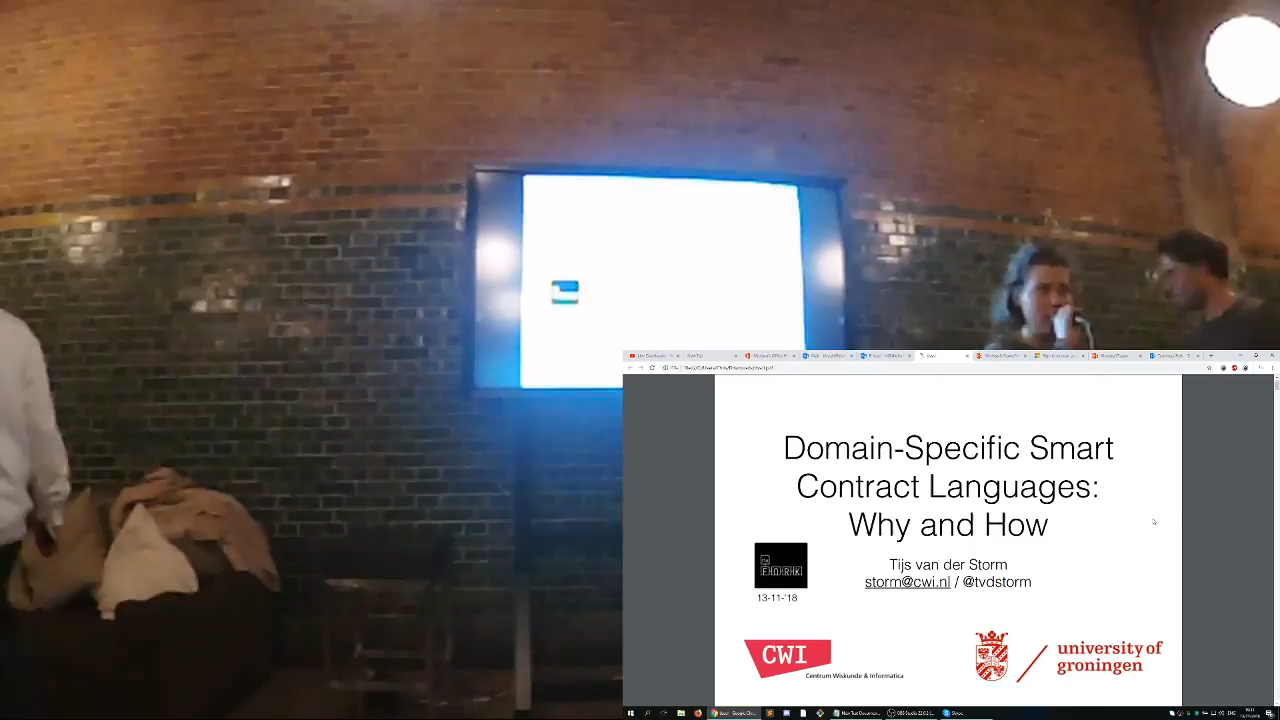 Domain-Specific Smart
Contract Languages:
Why and How
Tijs van der Storm
storm@cwi.nl / @tvdstorm
the
FORK
13-11-'18
CWI
Centrum Wiskunde & Informatica
university of
groningen